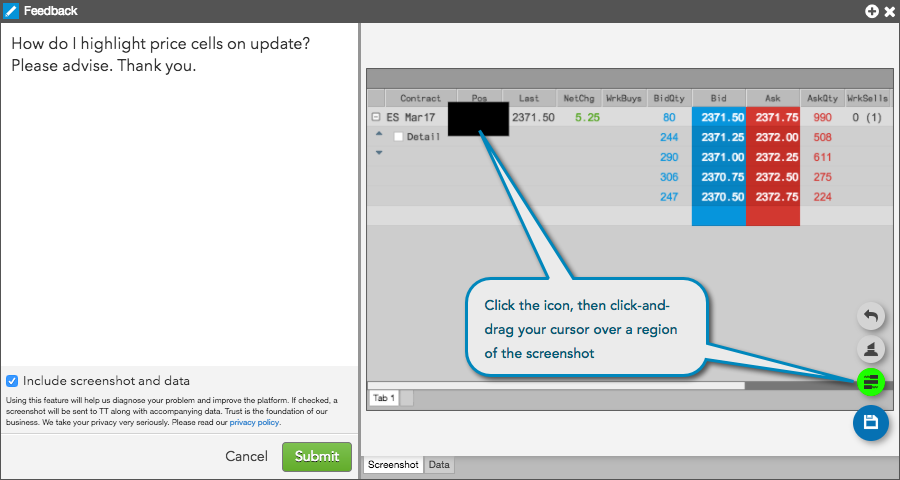 Feedback
How do I highlight price cells on update?
Please advise. Thank you.
Include screenshot and data
Using this feature will help us diagnose your problem and improve the platform. If checked, a
screenshot will be sent to TT along with accompanying data. Trust is the foundation of our
business. We take your privacy very seriously. Please read our privacy policy.
Cancel Submit
Contract Pos Last NetChg WrkBuys BidQty Bid Ask AskQty WrkSells
ES Mar17 2371.50 5.25 80 2371.50 2371.75 990 0 (1)
Detail 244 2371.25 2372.00 508
290 2371.00 2372.25 611
306 2370.75 2372.50 275
247 2370.50 2372.75 224
Click the icon, then click-and-
drag your cursor over a region
of the screenshot
Tab 1
Screenshot Data